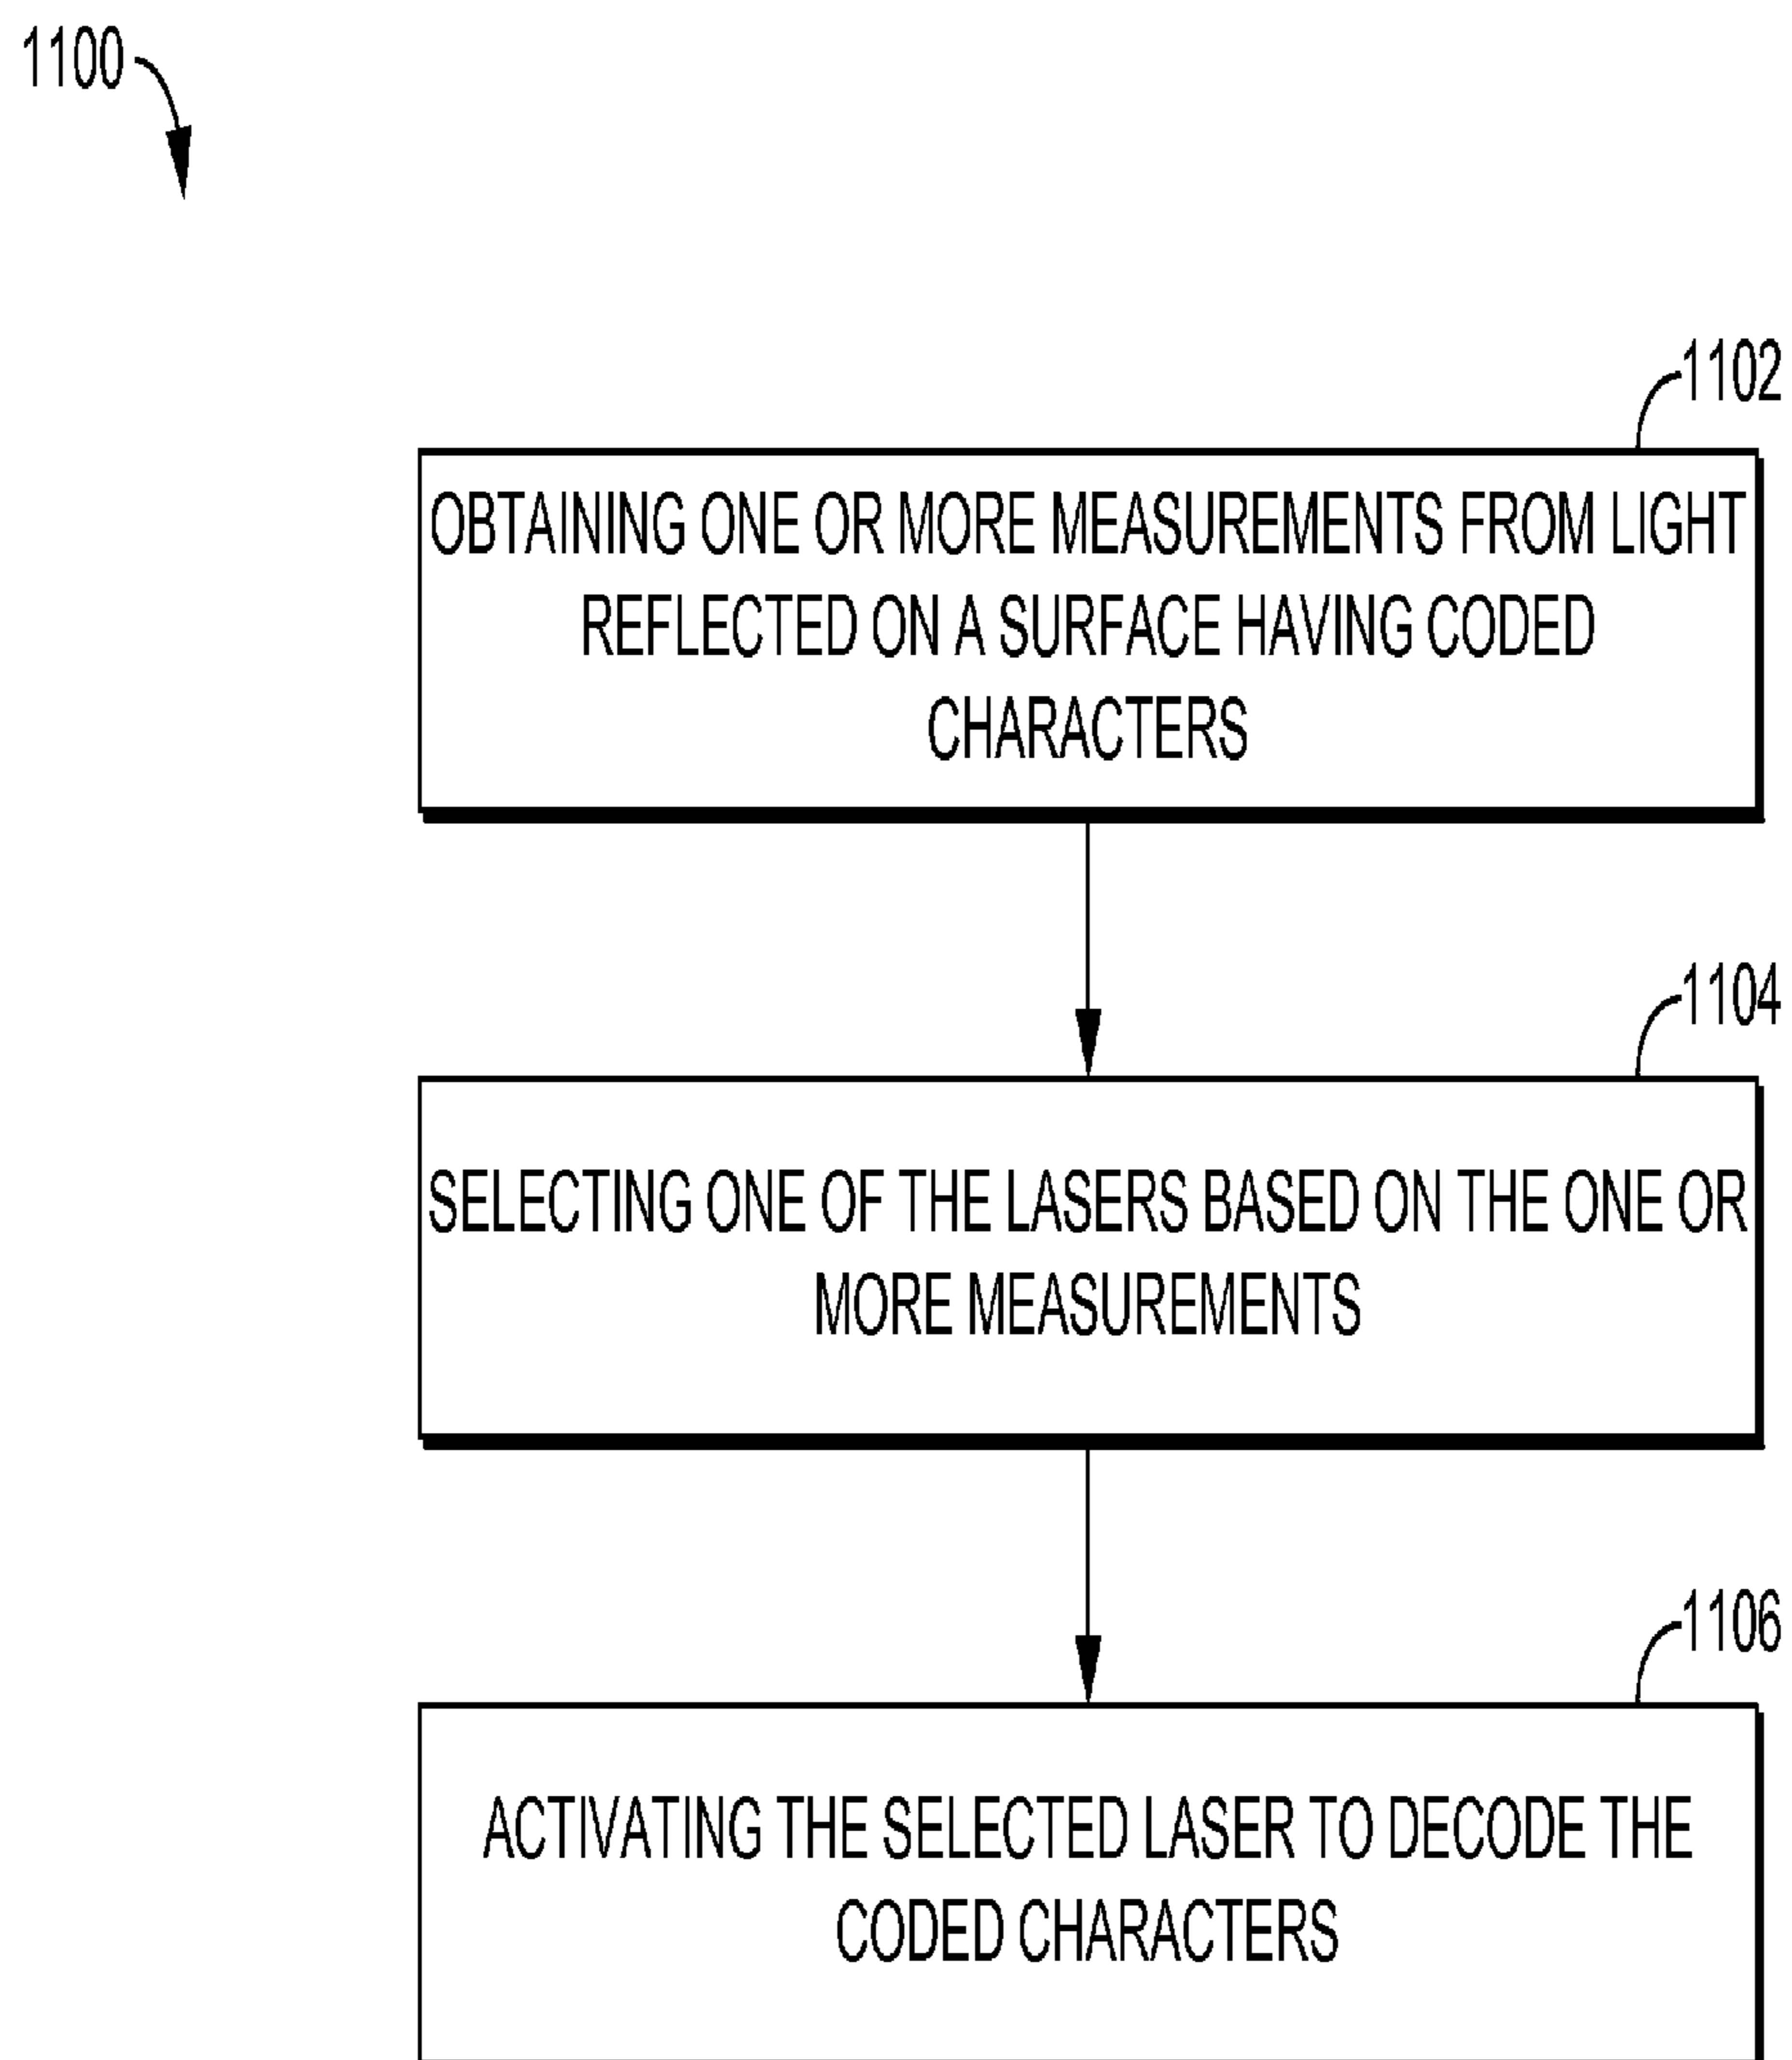 1100
1102
OBTAINING ONE OR MORE MEASUREMENTS FROM LIGHT
REFLECTED ON A SURFACE HAVING CODED
CHARACTERS
1104
SELECTING ONE OF THE LASERS BASED ON THE ONE OR
MORE MEASUREMENTS
1106
ACTIVATING THE SELECTED LASER TO DECODE THE
CODED CHARACTERS